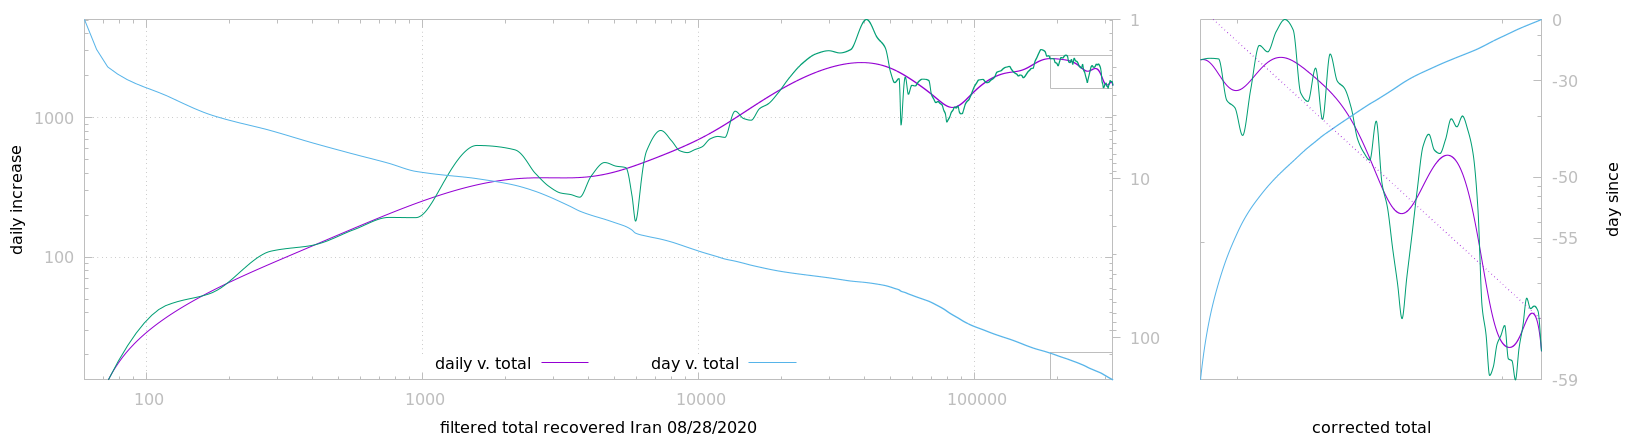 daily increase
1000
100
1
10
100
daily v. total
day v. total
100
1000
10000
100000
filtered total recovered Iran 08/28/2020
0
-30
-50
-55
-59
day since
corrected total